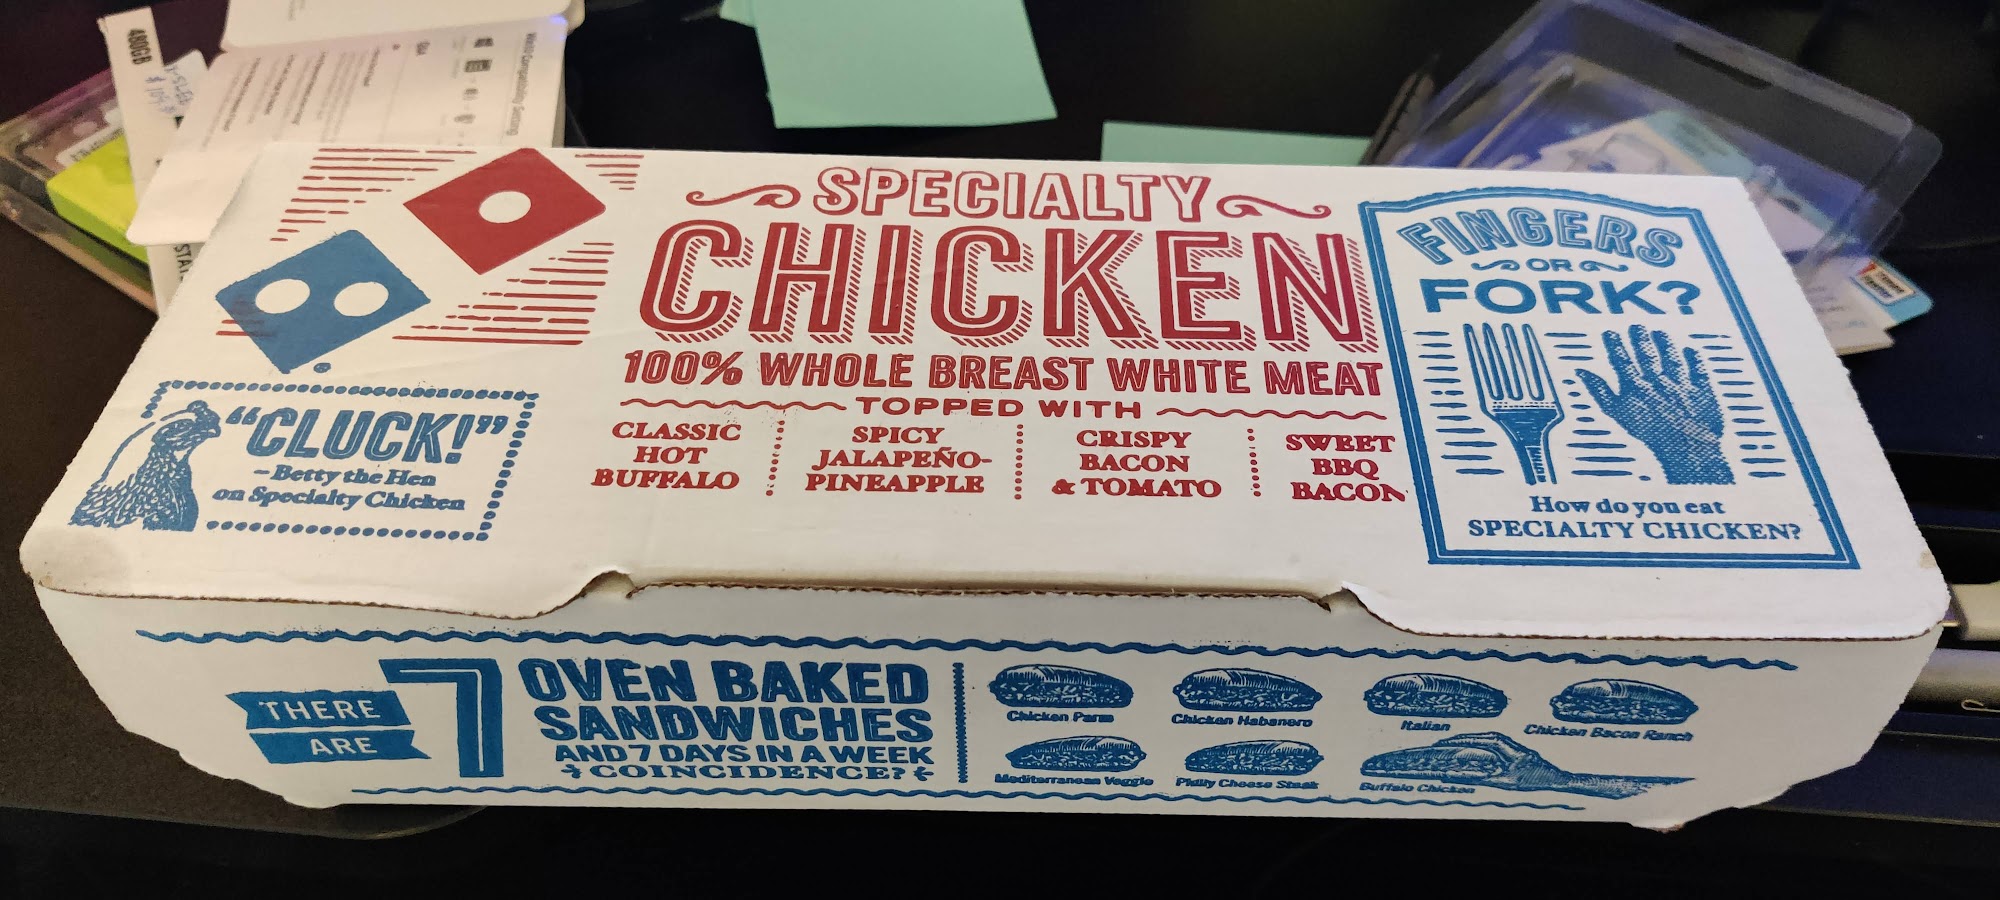 480GB
SPECIALTY
CHICKEN
100% WHOLE BREAST WHITE MEAT
TOPPED WITH
CLASSIC
HOT
BUFFALO
SPICY
JALAPEÑO-
PINEAPPLE
CRISPY
BACON
& TOMATO
SWEET
BBQ
BACON
"CLUCK!"
- Betty the Hen
on Specialty Chicken
FINGERS
OR
FORK?
How do you eat
SPECIALTY CHICKEN?
THERE
ARE
7
OVEN BAKED
SANDWICHES
AND 7 DAYS IN A WEEK
COINCIDENCE?
Chicken Parm
Chicken Habanero
Italian
Chicken Bacon Ranch
Mediterranean Veggie
Philly Cheese Steak
Buffalo Chicken